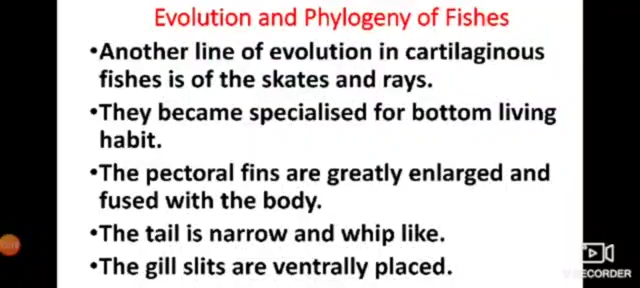 Evolution and Phylogeny of Fishes
•Another line of evolution in cartilaginous
fishes is of the skates and rays.
•They became specialised for bottom living
habit.
•The pectoral fins are greatly enlarged and
fused with the body.
•The tail is narrow and whip like.
•The gill slits are ventrally placed.
RECORDER